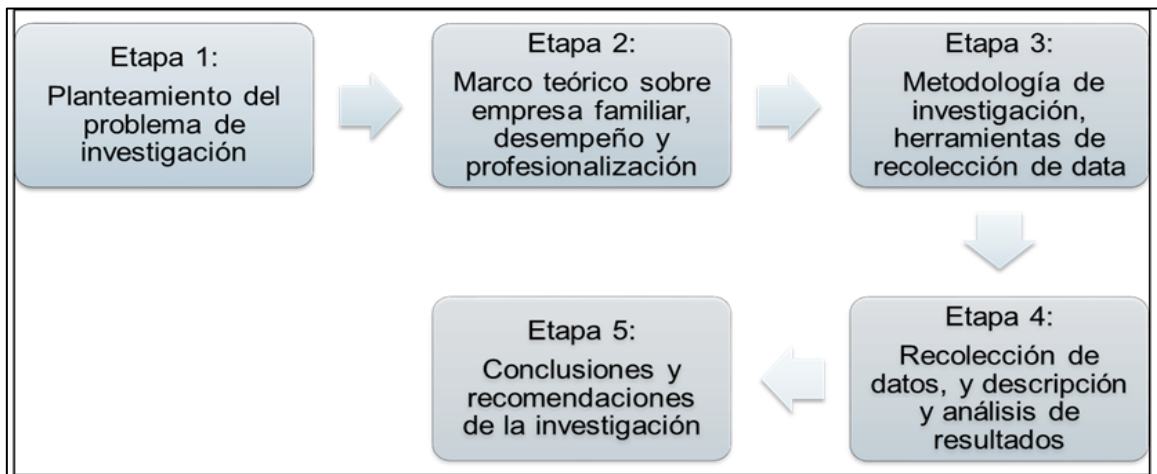 Etapa 1:
Planteamiento del
problema de
investigación
Etapa 2:
Marco teórico sobre
empresa familiar,
desempeño y
profesionalización
Etapa 3:
Metodología de
investigación,
herramientas de
recolección de data
Etapa 4:
Recolección de
datos, y descripción
y análisis de
resultados
Etapa 5:
Conclusiones y
recomendaciones
de la investigación